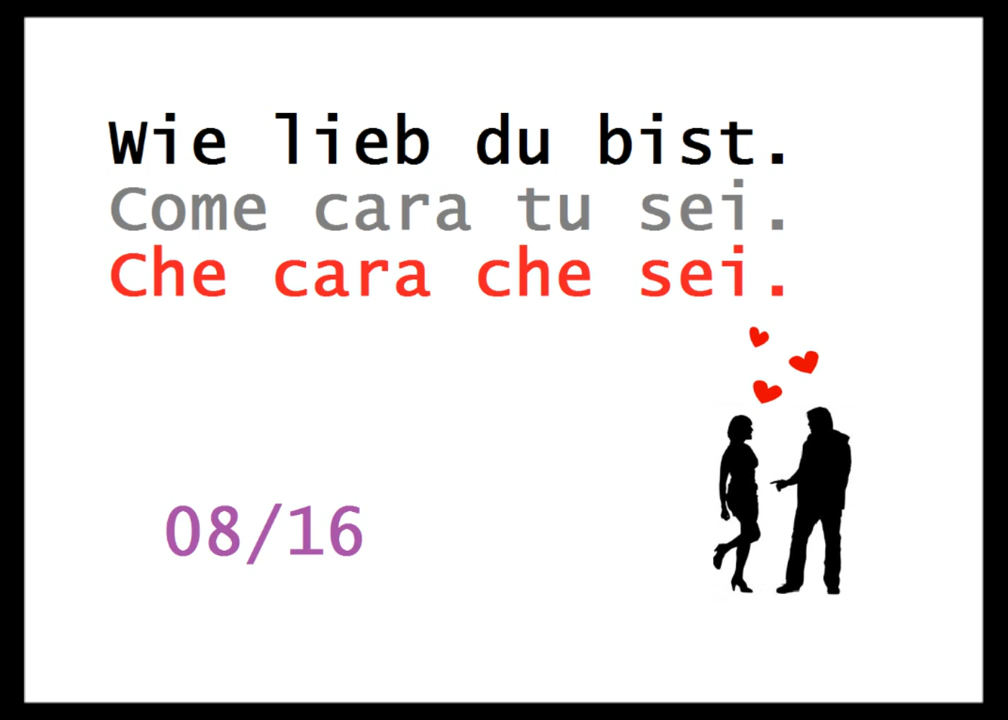 Wie lieb du bist.
Come cara tu sei.
Che cara che sei.
08/16